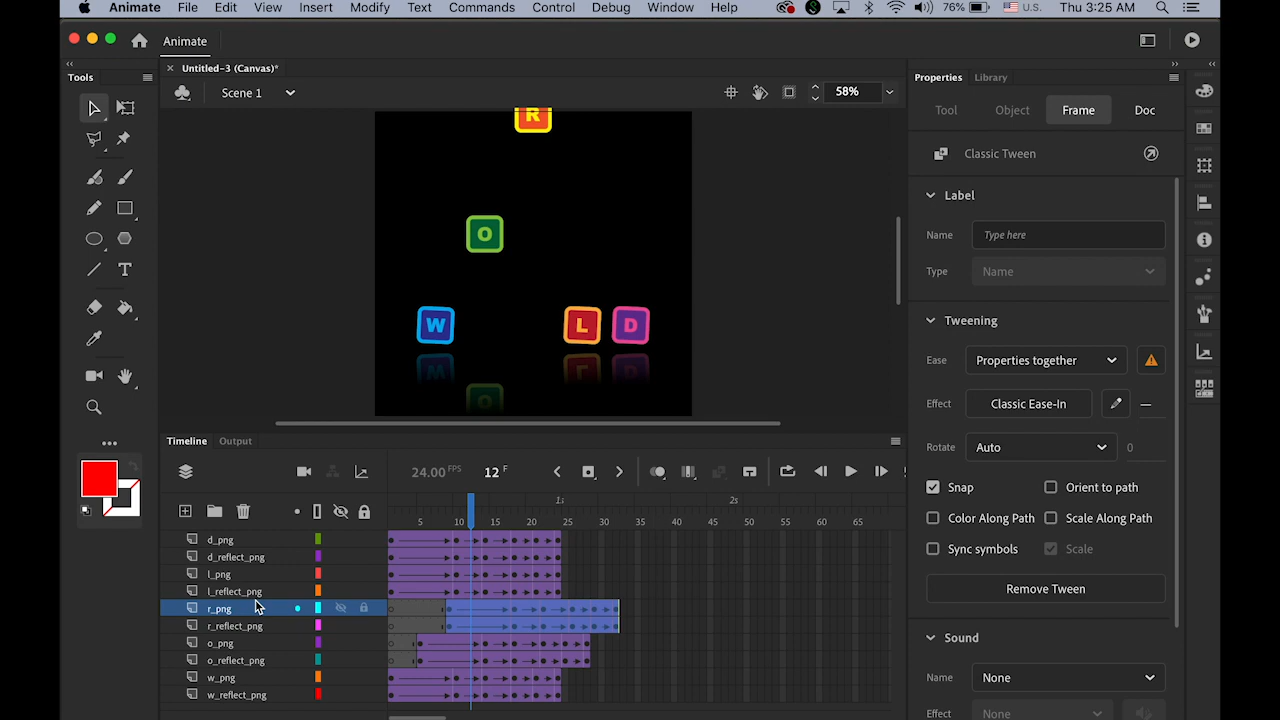 Animate File Edit View Insert Modify Text Commands Control Debug Window Help 76% U.S. Thu 3:25 AM
Animate
Tools
Untitled-3 (Canvas)*
Properties Library
Scene 1
58%
Tool Object Frame Doc
R
Classic Tween
Label
O
Name Type here
Type Name
W L D
Tweening
W L D
O
Ease Properties together
Effect Classic Ease-In
Timeline Output
Rotate Auto 0
24.00 FPS 12 F
Snap Orient to path
1s 2s
5 10 15 20 25 30 35 40 45 50 55 60 65
Color Along Path Scale Along Path
d_png
Sync symbols Scale
d_reflect_png
l_png
l_reflect_png
Remove Tween
r_png
r_reflect_png
Sound
o_png
o_reflect_png
w_png
Name None
w_reflect_png
Effect None